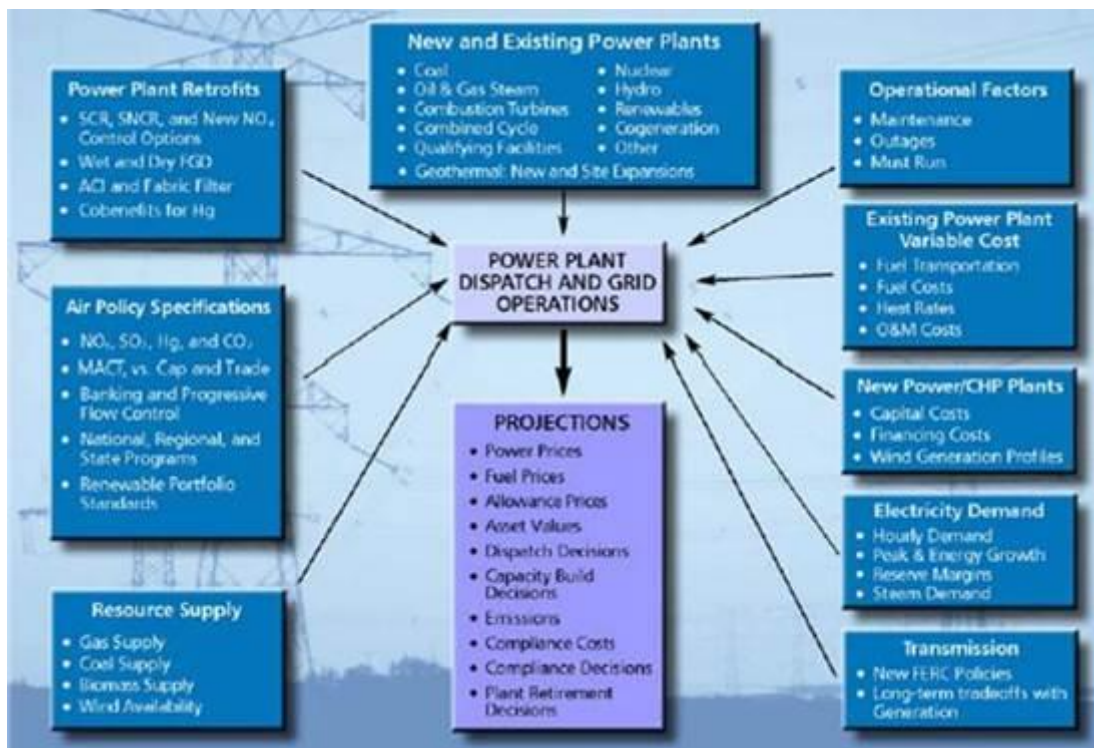 New and Existing Power Plants
• Coal
• Oil & Gas Steam
• Combustion Turbines
• Combined Cycle
• Qualifying Facilities
• Nuclear
• Hydro
• Renewables
• Cogeneration
• Other
• Geothermal: New and Site Expansions
Power Plant Retrofits
• SCR, SNCR, and New NOₓ
Control Options
• Wet and Dry FGD
• ACI and Fabric Filter
• Cobenefits for Hg
Air Policy Specifications
• NOₓ, SO₂, Hg, and CO₂
• MACT, vs. Cap and Trade
• Banking and Progressive
Flow Control
• National, Regional, and
State Programs
• Renewable Portfolio
Standards
Resource Supply
• Gas Supply
• Coal Supply
• Biomass Supply
• Wind Availability
POWER PLANT
DISPATCH AND GRID
OPERATIONS
PROJECTIONS
• Power Prices
• Fuel Prices
• Allowance Prices
• Asset Values
• Dispatch Decisions
• Capacity Build
Decisions
• Emissions
• Compliance Costs
• Compliance Decisions
• Plant Retirement
Decisions
Operational Factors
• Maintenance
• Outages
• Must Run
Existing Power Plant
Variable Cost
• Fuel Transportation
• Fuel Costs
• Heat Rates
• O&M Costs
New Power/CHP Plants
• Capital Costs
• Financing Costs
• Wind Generation Profiles
Electricity Demand
• Hourly Demand
• Peak & Energy Growth
• Reserve Margins
• Steam Demand
Transmission
• New FERC Policies
• Long-term tradeoffs with
Generation